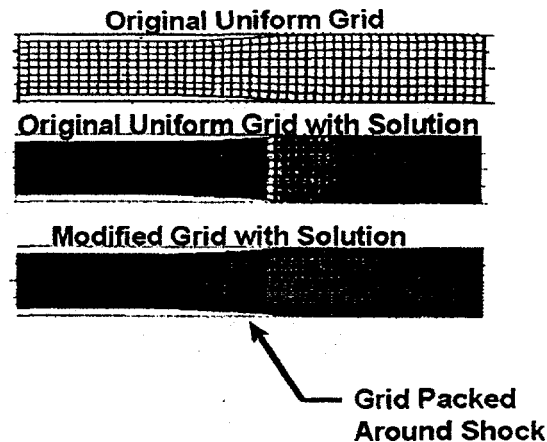 Original Uniform Grid
Original Uniform Grid with Solution
Modified Grid with Solution
Grid Packed
Around Shock